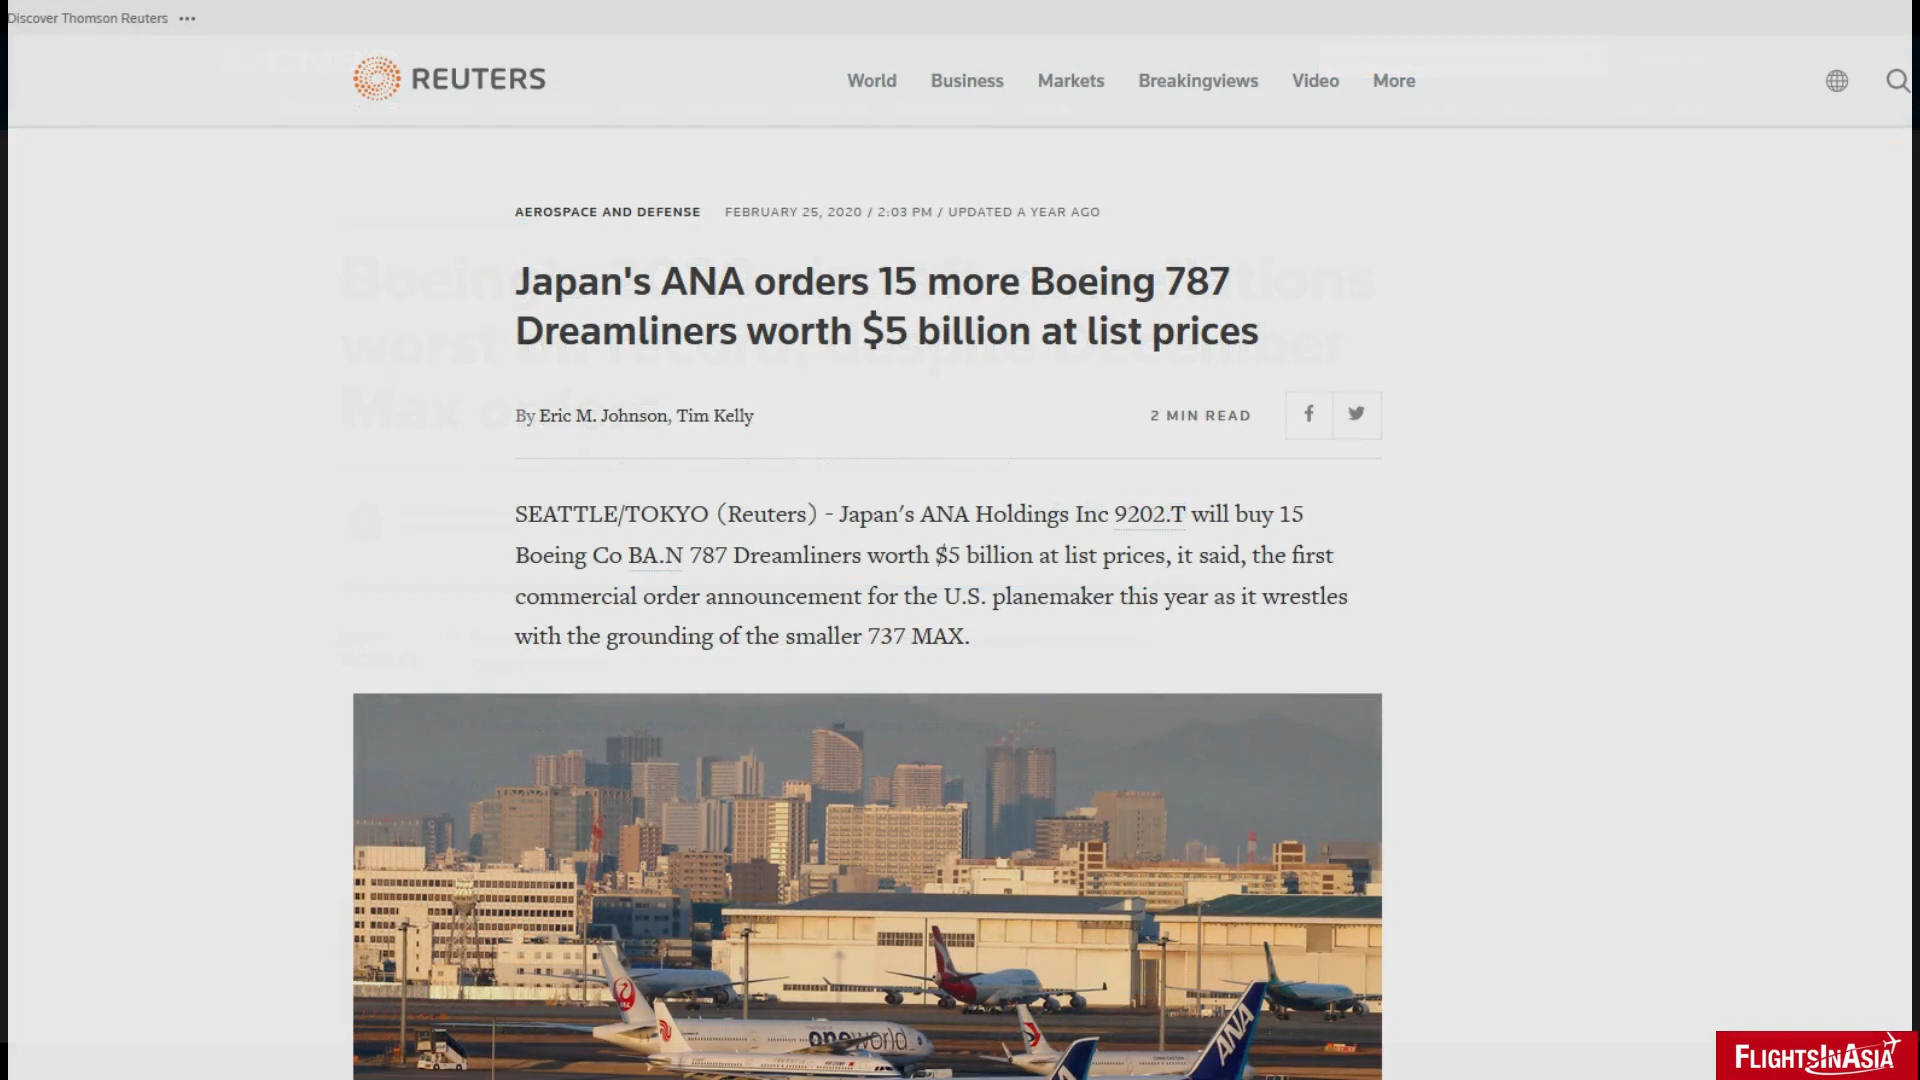 Discover Thomson Reuters •••
REUTERS
World Business Markets Breakingviews Video More
AEROSPACE AND DEFENSE FEBRUARY 25, 2020 / 2:03 PM / UPDATED A YEAR AGO
Japan's ANA orders 15 more Boeing 787
Dreamliners worth $5 billion at list prices
By Eric M. Johnson, Tim Kelly
2 MIN READ
SEATTLE/TOKYO (Reuters) - Japan's ANA Holdings Inc 9202.T will buy 15
Boeing Co BA.N 787 Dreamliners worth $5 billion at list prices, it said, the first
commercial order announcement for the U.S. planemaker this year as it wrestles
with the grounding of the smaller 737 MAX.
oneworld
ANA
FLIGHTSINASIA